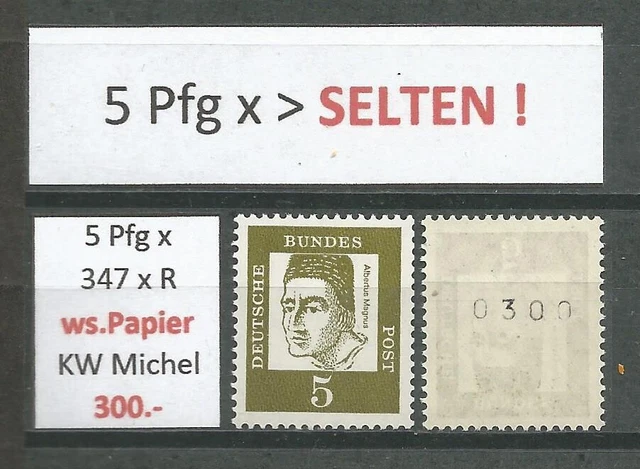 5 Pfg x > SELTEN !
5 Pfg x
347 x R
ws.Papier
KW Michel
300.-
BUNDES
DEUTSCHE
Albertus Magnus
POST
5
0300